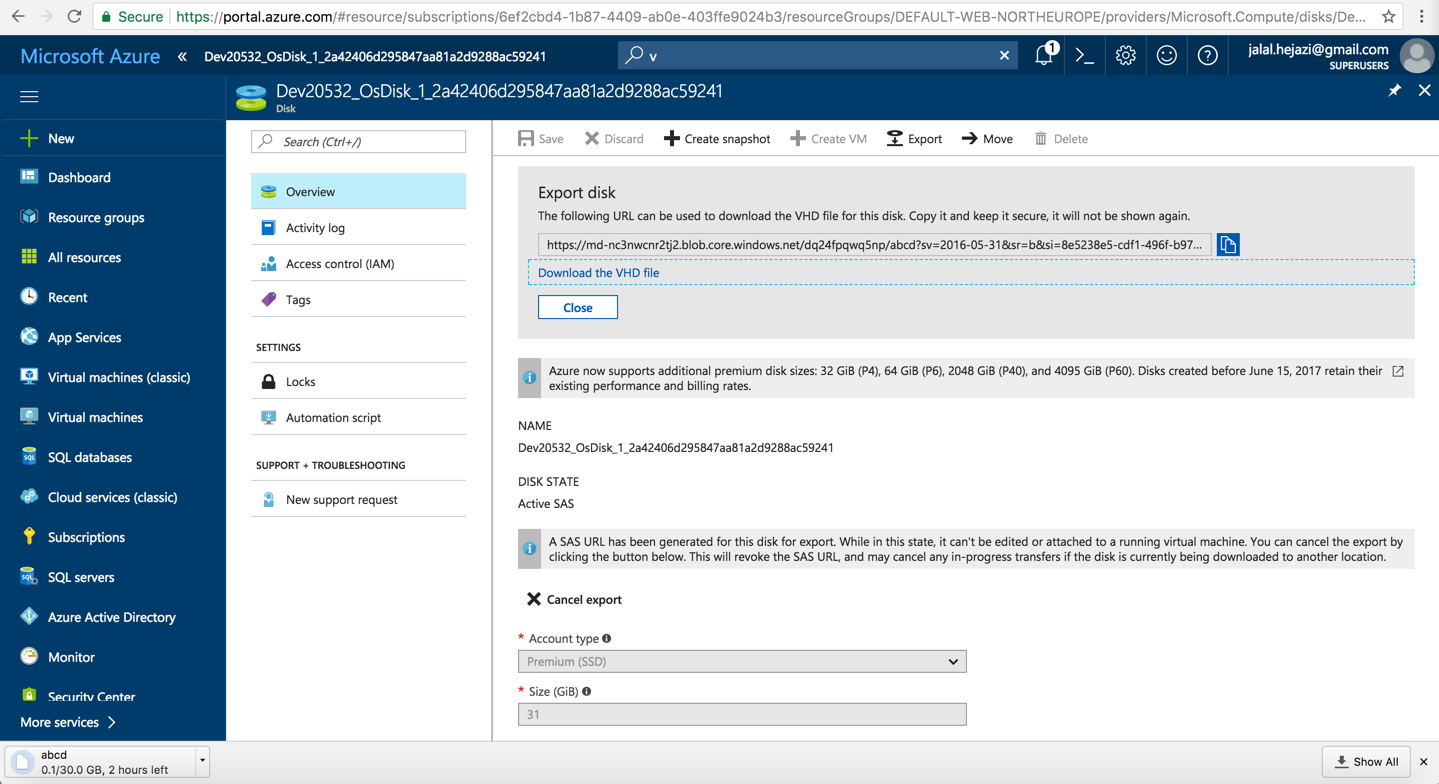 Secure https://portal.azure.com/#resource/subscriptions/6ef2cbd4-1b87-4409-ab0e-403ffe9024b3/resourceGroups/DEFAULT-WEB-NORTHEUROPE/providers/Microsoft.Compute/disks/De...
Microsoft Azure « Dev20532_OsDisk_1_2a42406d295847aa81a2d9288ac59241
v
1
jalal.hejazi@gmail.com
SUPERUSERS
Dev20532_OsDisk_1_2a42406d295847aa81a2d9288ac59241
Disk
New
Dashboard
Resource groups
All resources
Recent
App Services
Virtual machines (classic)
Virtual machines
SQL databases
Cloud services (classic)
Subscriptions
SQL servers
Azure Active Directory
Monitor
Security Center
More services
Search (Ctrl+/)
Overview
Activity log
Access control (IAM)
Tags
SETTINGS
Locks
Automation script
SUPPORT + TROUBLESHOOTING
New support request
Save Discard Create snapshot Create VM Export Move Delete
Export disk
The following URL can be used to download the VHD file for this disk. Copy it and keep it secure, it will not be shown again.
https://md-nc3nwcnr2tj2.blob.core.windows.net/dq24fpqwq5np/abcd?sv=2016-05-31&sr=b&si=8e5238e5-cdf1-496f-b97...
Download the VHD file
Close
Azure now supports additional premium disk sizes: 32 GiB (P4), 64 GiB (P6), 2048 GiB (P40), and 4095 GiB (P60). Disks created before June 15, 2017 retain their
existing performance and billing rates.
NAME
Dev20532_OsDisk_1_2a42406d295847aa81a2d9288ac59241
DISK STATE
Active SAS
A SAS URL has been generated for this disk for export. While in this state, it can't be edited or attached to a running virtual machine. You can cancel the export by
clicking the button below. This will revoke the SAS URL, and may cancel any in-progress transfers if the disk is currently being downloaded to another location.
Cancel export
* Account type
Premium (SSD)
* Size (GiB)
31
abcd
0.1/30.0 GB, 2 hours left
Show All